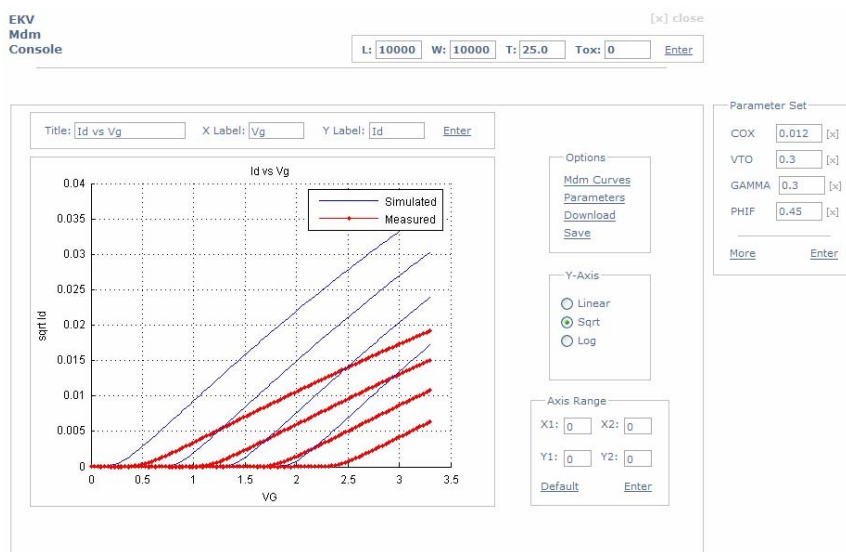 EKV
Mdm
Console
[x] close
L: 10000 W: 10000 T: 25.0 Tox: 0 Enter
Title: Id vs Vg X Label: Vg Y Label: Id Enter
Id vs Vg
Simulated
Measured
0.04
0.035
0.03
0.025
0.02
0.015
0.01
0.005
0
sqrt Id
0 0.5 1 1.5 2 2.5 3 3.5
VG
Options
Mdm Curves
Parameters
Download
Save
Y-Axis
Linear
Sqrt
Log
Axis Range
X1: 0 X2: 0
Y1: 0 Y2: 0
Default Enter
Parameter Set
COX 0.012 [x]
VTO 0.3 [x]
GAMMA 0.3 [x]
PHIF 0.45 [x]
More Enter